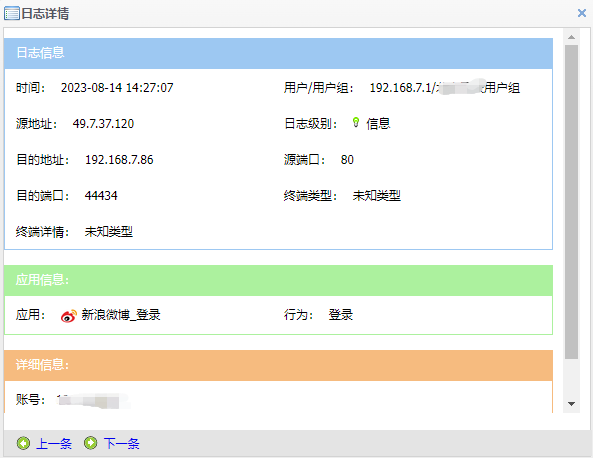 日志详情
日志信息
时间： 2023-08-14 14:27:07 用户/用户组： 192.168.7.1/ 用户组
源地址： 49.7.37.120 日志级别： 信息
目的地址： 192.168.7.86 源端口： 80
目的端口： 44434 终端类型： 未知类型
终端详情： 未知类型
应用信息：
应用： 新浪微博_登录 行为： 登录
详细信息：
账号：
上一条 下一条